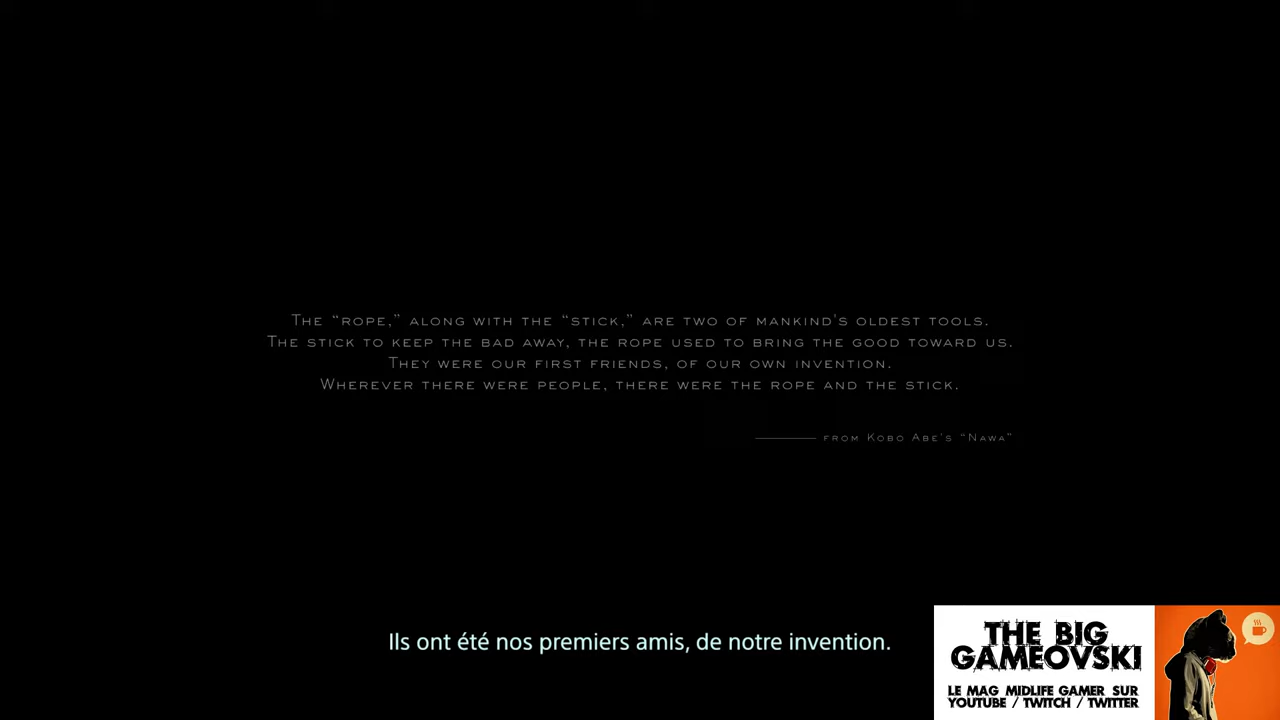 The “rope,” along with the “stick,” are two of mankind's oldest tools.
The stick to keep the bad away, the rope used to bring the good toward us.
They were our first friends, of our own invention.
Wherever there were people, there were the rope and the stick.
from Kobo Abe's “Nawa”
Ils ont été nos premiers amis, de notre invention.
THE BIG
GAMEOVSKI
LE MAG MIDLIFE GAMER SUR
YOUTUBE / TWITCH / TWITTER